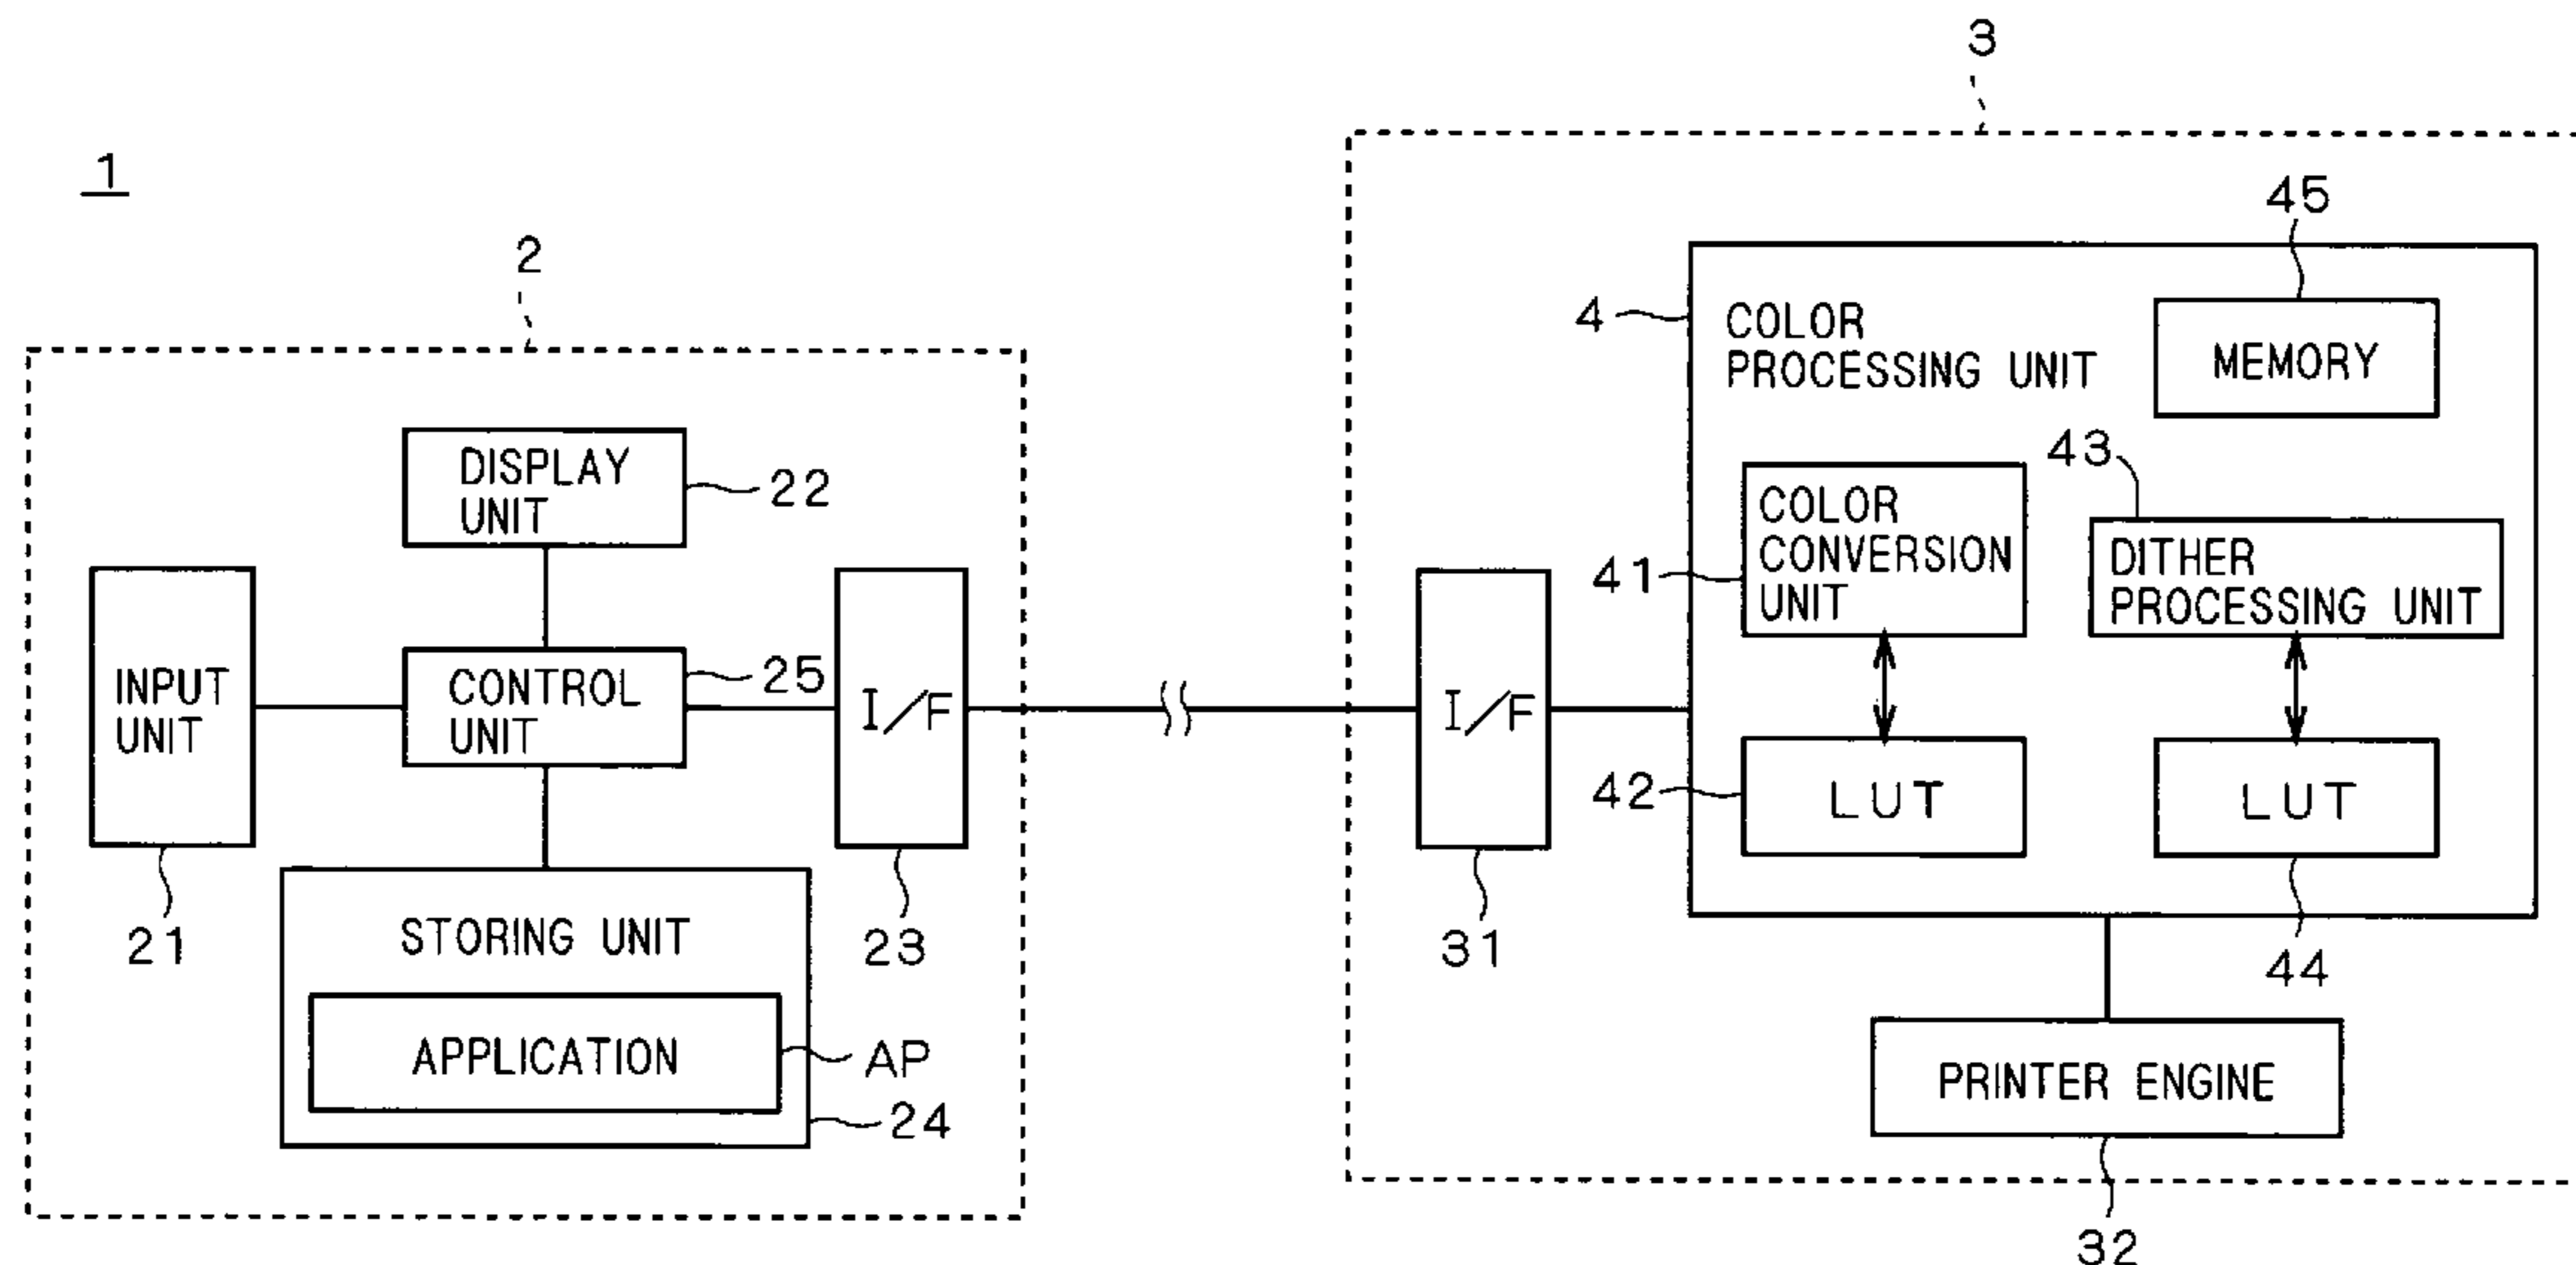 1
2
DISPLAY
UNIT
22
INPUT
UNIT
21
CONTROL
UNIT
25
I/F
23
STORING UNIT
APPLICATION
AP
24
3
I/F
31
4
COLOR
PROCESSING UNIT
45
MEMORY
41
COLOR
CONVERSION
UNIT
43
DITHER
PROCESSING UNIT
42
LUT
LUT
44
PRINTER ENGINE
32